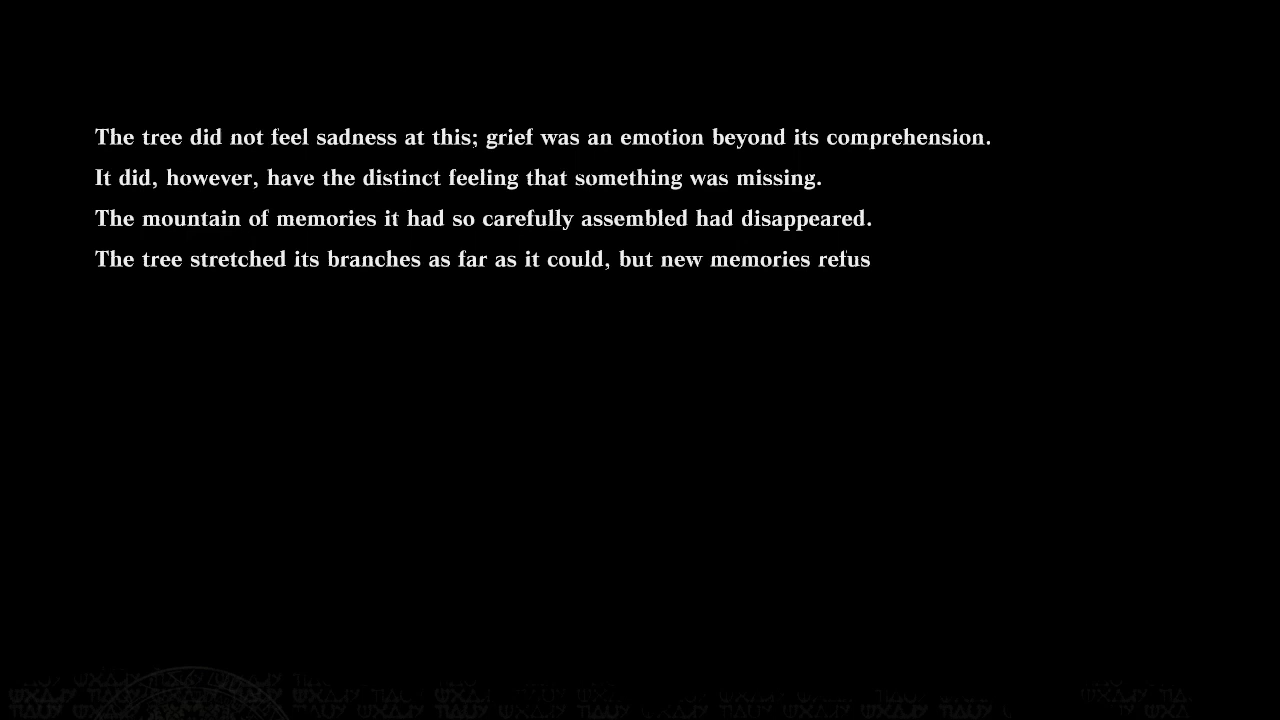 The tree did not feel sadness at this; grief was an emotion beyond its comprehension.
It did, however, have the distinct feeling that something was missing.
The mountain of memories it had so carefully assembled had disappeared.
The tree stretched its branches as far as it could, but new memories refus